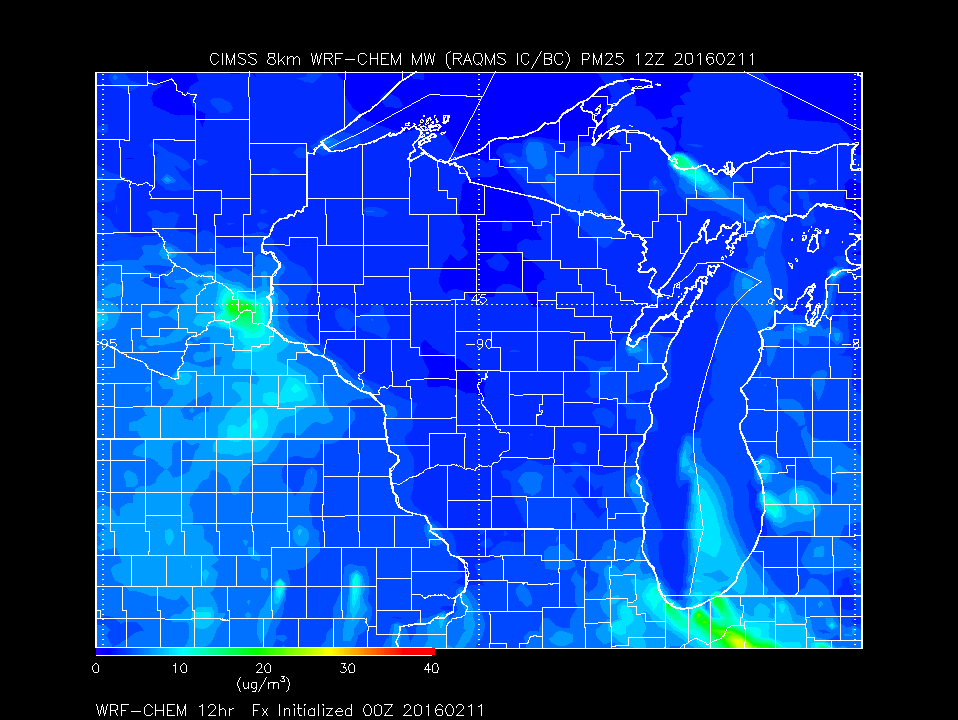 CIMSS 8km WRF-CHEM MW (RAQMS IC/BC) PM25 12Z 20160211
45
-95 -90 -8
0 10 20 30 40
(ug/m³)
WRF-CHEM 12hr Fx Initialized 00Z 20160211